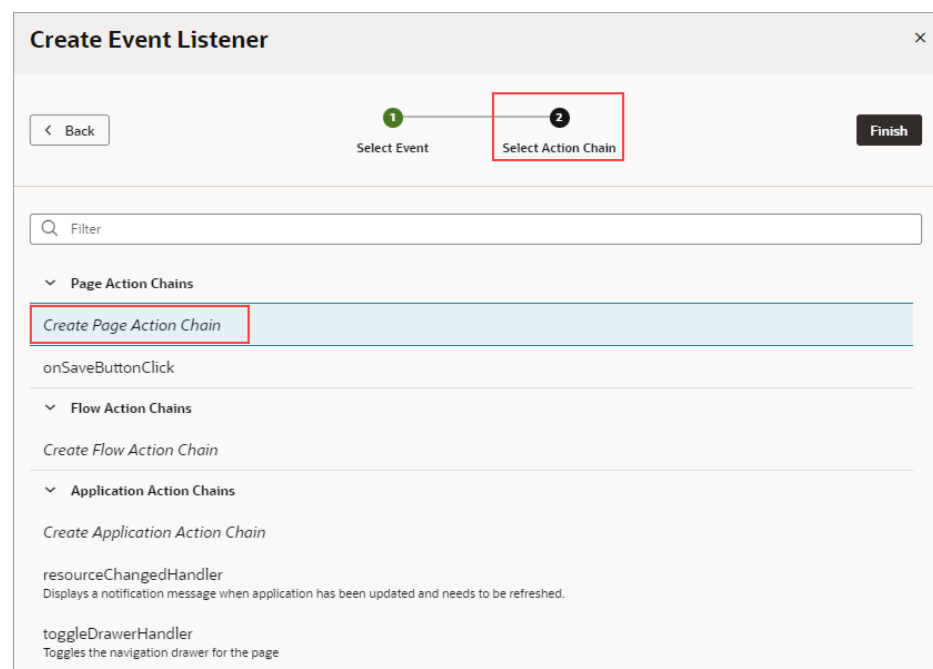 Create Event Listener
×
Back
1
2
Finish
Select Event
Select Action Chain
Filter
Page Action Chains
Create Page Action Chain
onSaveButtonClick
Flow Action Chains
Create Flow Action Chain
Application Action Chains
Create Application Action Chain
resourceChangedHandler
Displays a notification message when application has been updated and needs to be refreshed.
toggleDrawerHandler
Toggles the navigation drawer for the page